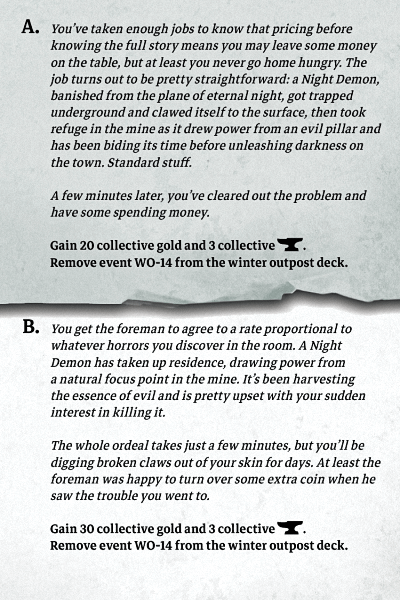 A. You've taken enough jobs to know that pricing before
knowing the full story means you may leave some money
on the table, but at least you never go home hungry. The
job turns out to be pretty straightforward: a Night Demon,
banished from the plane of eternal night, got trapped
underground and clawed itself to the surface, then took
refuge in the mine as it drew power from an evil pillar and
has been biding its time before unleashing darkness on
the town. Standard stuff.
A few minutes later, you've cleared out the problem and
have some spending money.
Gain 20 collective gold and 3 collective .
Remove event WO-14 from the winter outpost deck.
B. You get the foreman to agree to a rate proportional to
whatever horrors you discover in the room. A Night
Demon has taken up residence, drawing power from
a natural focus point in the mine. It's been harvesting
the essence of evil and is pretty upset with your sudden
interest in killing it.
The whole ordeal takes just a few minutes, but you'll be
digging broken claws out of your skin for days. At least the
foreman was happy to turn over some extra coin when he
saw the trouble you went to.
Gain 30 collective gold and 3 collective .
Remove event WO-14 from the winter outpost deck.